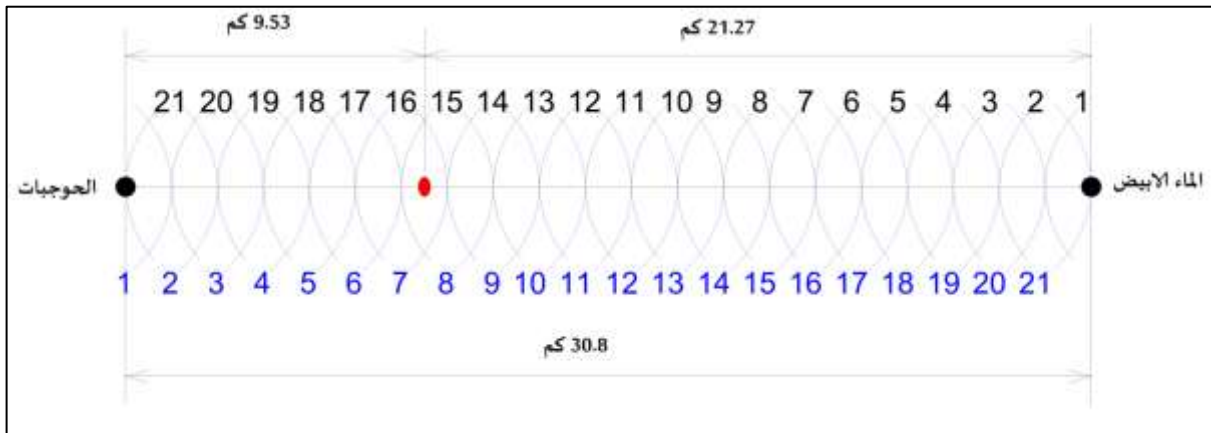 9.53 كم
21.27 كم
21 20 19 18 17 16 15 14 13 12 11 10 9 8 7 6 5 4 3 2 1
الحوجبات
الماء الابيض
1 2 3 4 5 6 7 8 9 10 11 12 13 14 15 16 17 18 19 20 21
30.8 كم